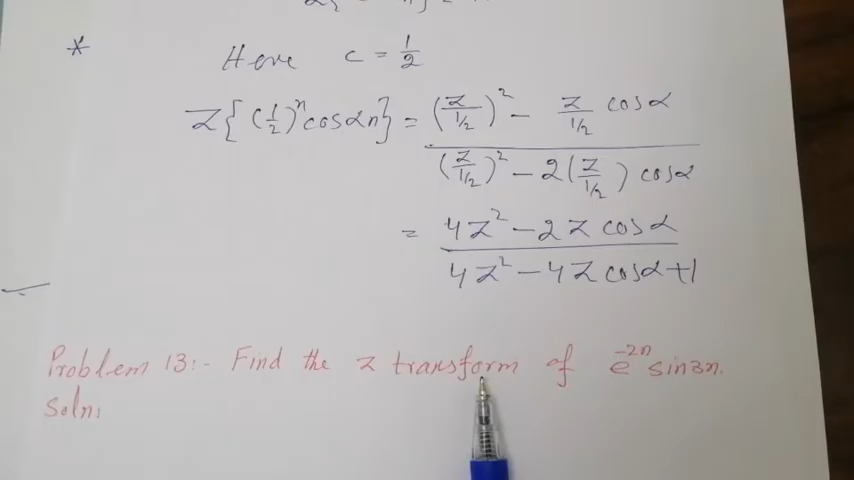 * Here c = 1/2
Z{(1/2)^n cosαn} = ((z/1/2)^2 - z/1/2 cosα) / ((z/1/2)^2 - 2(z/1/2) cosα
= (4z^2 - 2z cosα) / (4z^2 - 4z cosα + 1)
Problem 13:- Find the z transform of e^-2n sin3n.
Soln: